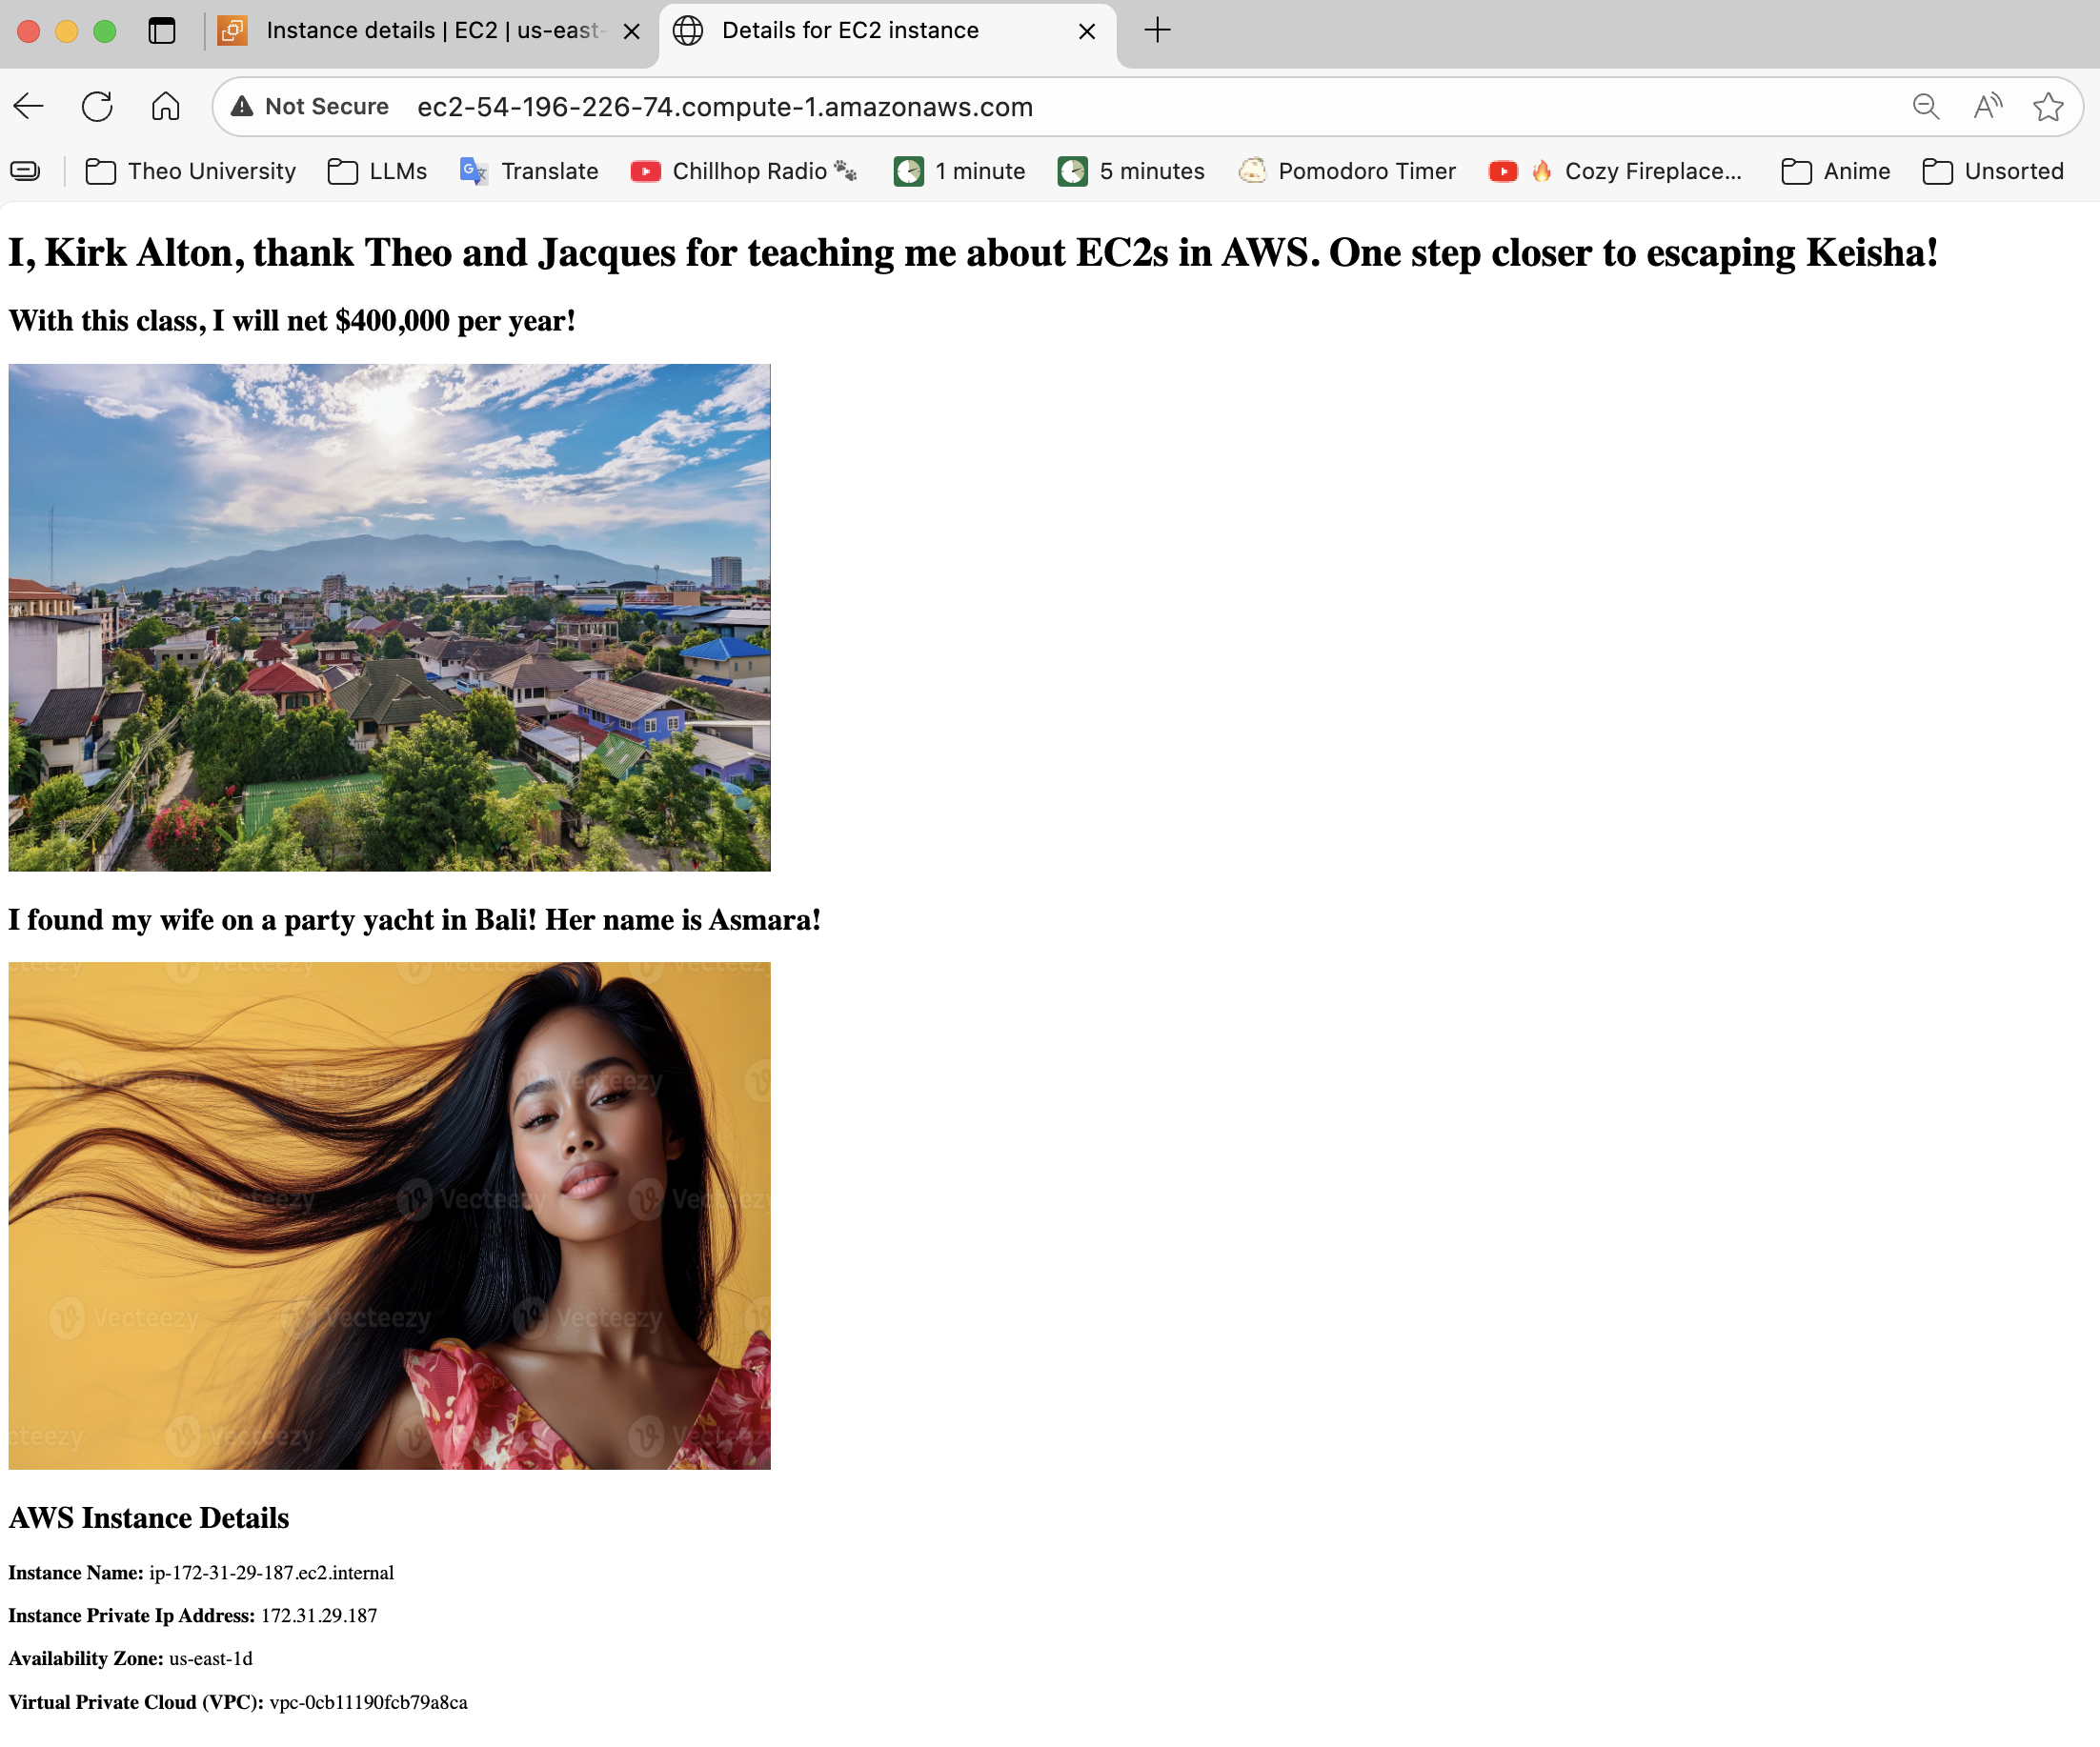 Instance details | EC2 | us-east-
Details for EC2 instance
Not Secure ec2-54-196-226-74.compute-1.amazonaws.com
Theo University LLMs Translate Chillhop Radio 🐾 1 minute 5 minutes Pomodoro Timer 🔥 Cozy Fireplace... Anime Unsorted
I, Kirk Alton, thank Theo and Jacques for teaching me about EC2s in AWS. One step closer to escaping Keisha!
With this class, I will net $400,000 per year!
I found my wife on a party yacht in Bali! Her name is Asmara!
Vecteezy Vecteezy
Vecteezy Vecteezy Vecteezy
AWS Instance Details
Instance Name: ip-172-31-29-187.ec2.internal
Instance Private Ip Address: 172.31.29.187
Availability Zone: us-east-1d
Virtual Private Cloud (VPC): vpc-0cb11190fcb79a8ca